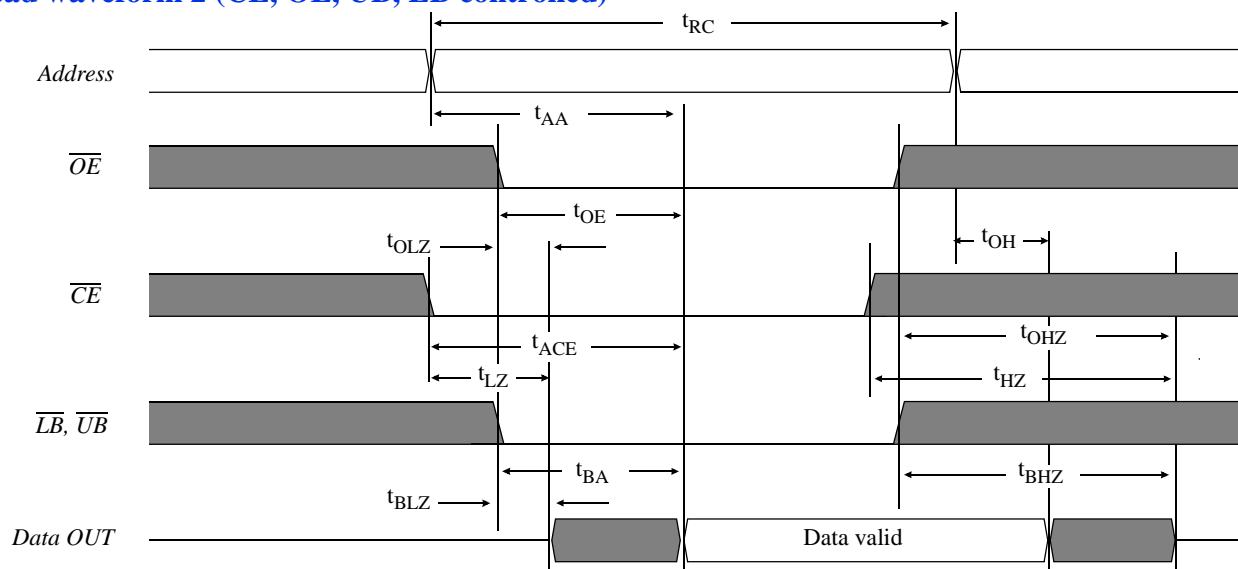 ad waveform 2 (CE, OE, UB, LB controled)
tRC
Address
tAA
OE
tOE
tOLZ
tOH
CE
tACE
tOHZ
tLZ
tHZ
LB, UB
tBA
tBHZ
tBLZ
Data OUT
Data valid